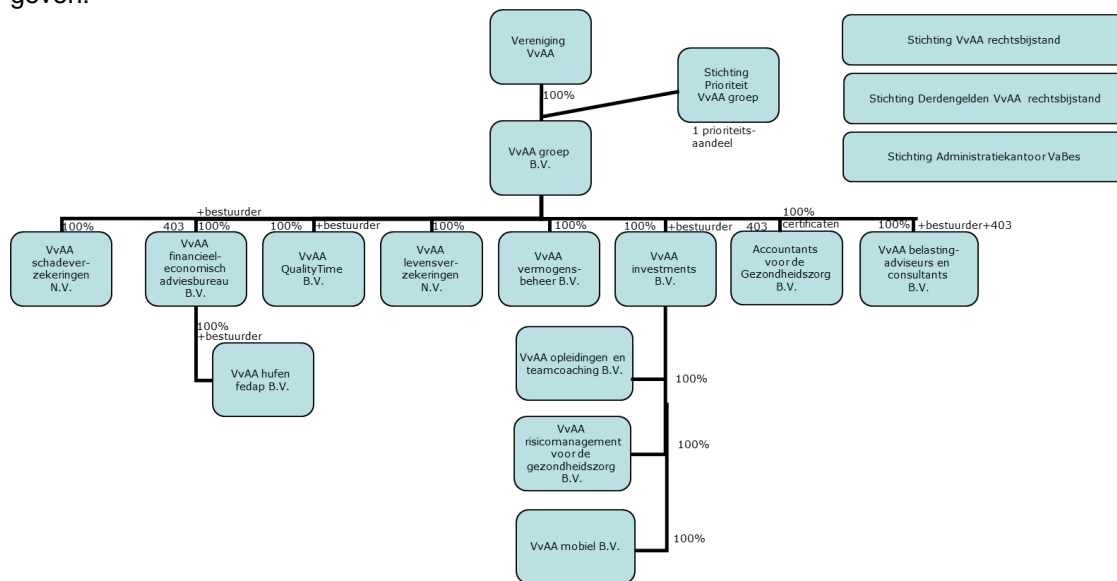 geven.
Vereniging
VvAA
Stichting
Prioriteit
VvAA groep
Stichting VvAA rechtsbijstand
Stichting Derdengelden VvAA rechtsbijstand
Stichting Administratiekantoor VaBes
100%
1 prioriteits-
aandeel
VvAA groep
B.V.
100%
+bestuurder
403 100%
100% +bestuurder
100%
100%
100% +bestuurder
403
100%
certificaten
100% +bestuurder+403
VvAA
schadever-
zekeringen
N.V.
VvAA
financieel-
economisch
adviesbureau
B.V.
VvAA
QualityTime
B.V.
VvAA
levensver-
zekeringen
N.V.
VvAA
vermogens-
beheer B.V.
VvAA
investments
B.V.
Accountants
voor de
Gezondheidszorg
B.V.
VvAA belasting-
adviseurs en
consultants
B.V.
100%
+bestuurder
VvAA hufen
fedap B.V.
VvAA opleidingen en
teamcoaching B.V.
100%
VvAA
risicomanagement
voor de
gezondheidszorg
B.V.
100%
VvAA mobiel B.V.
100%